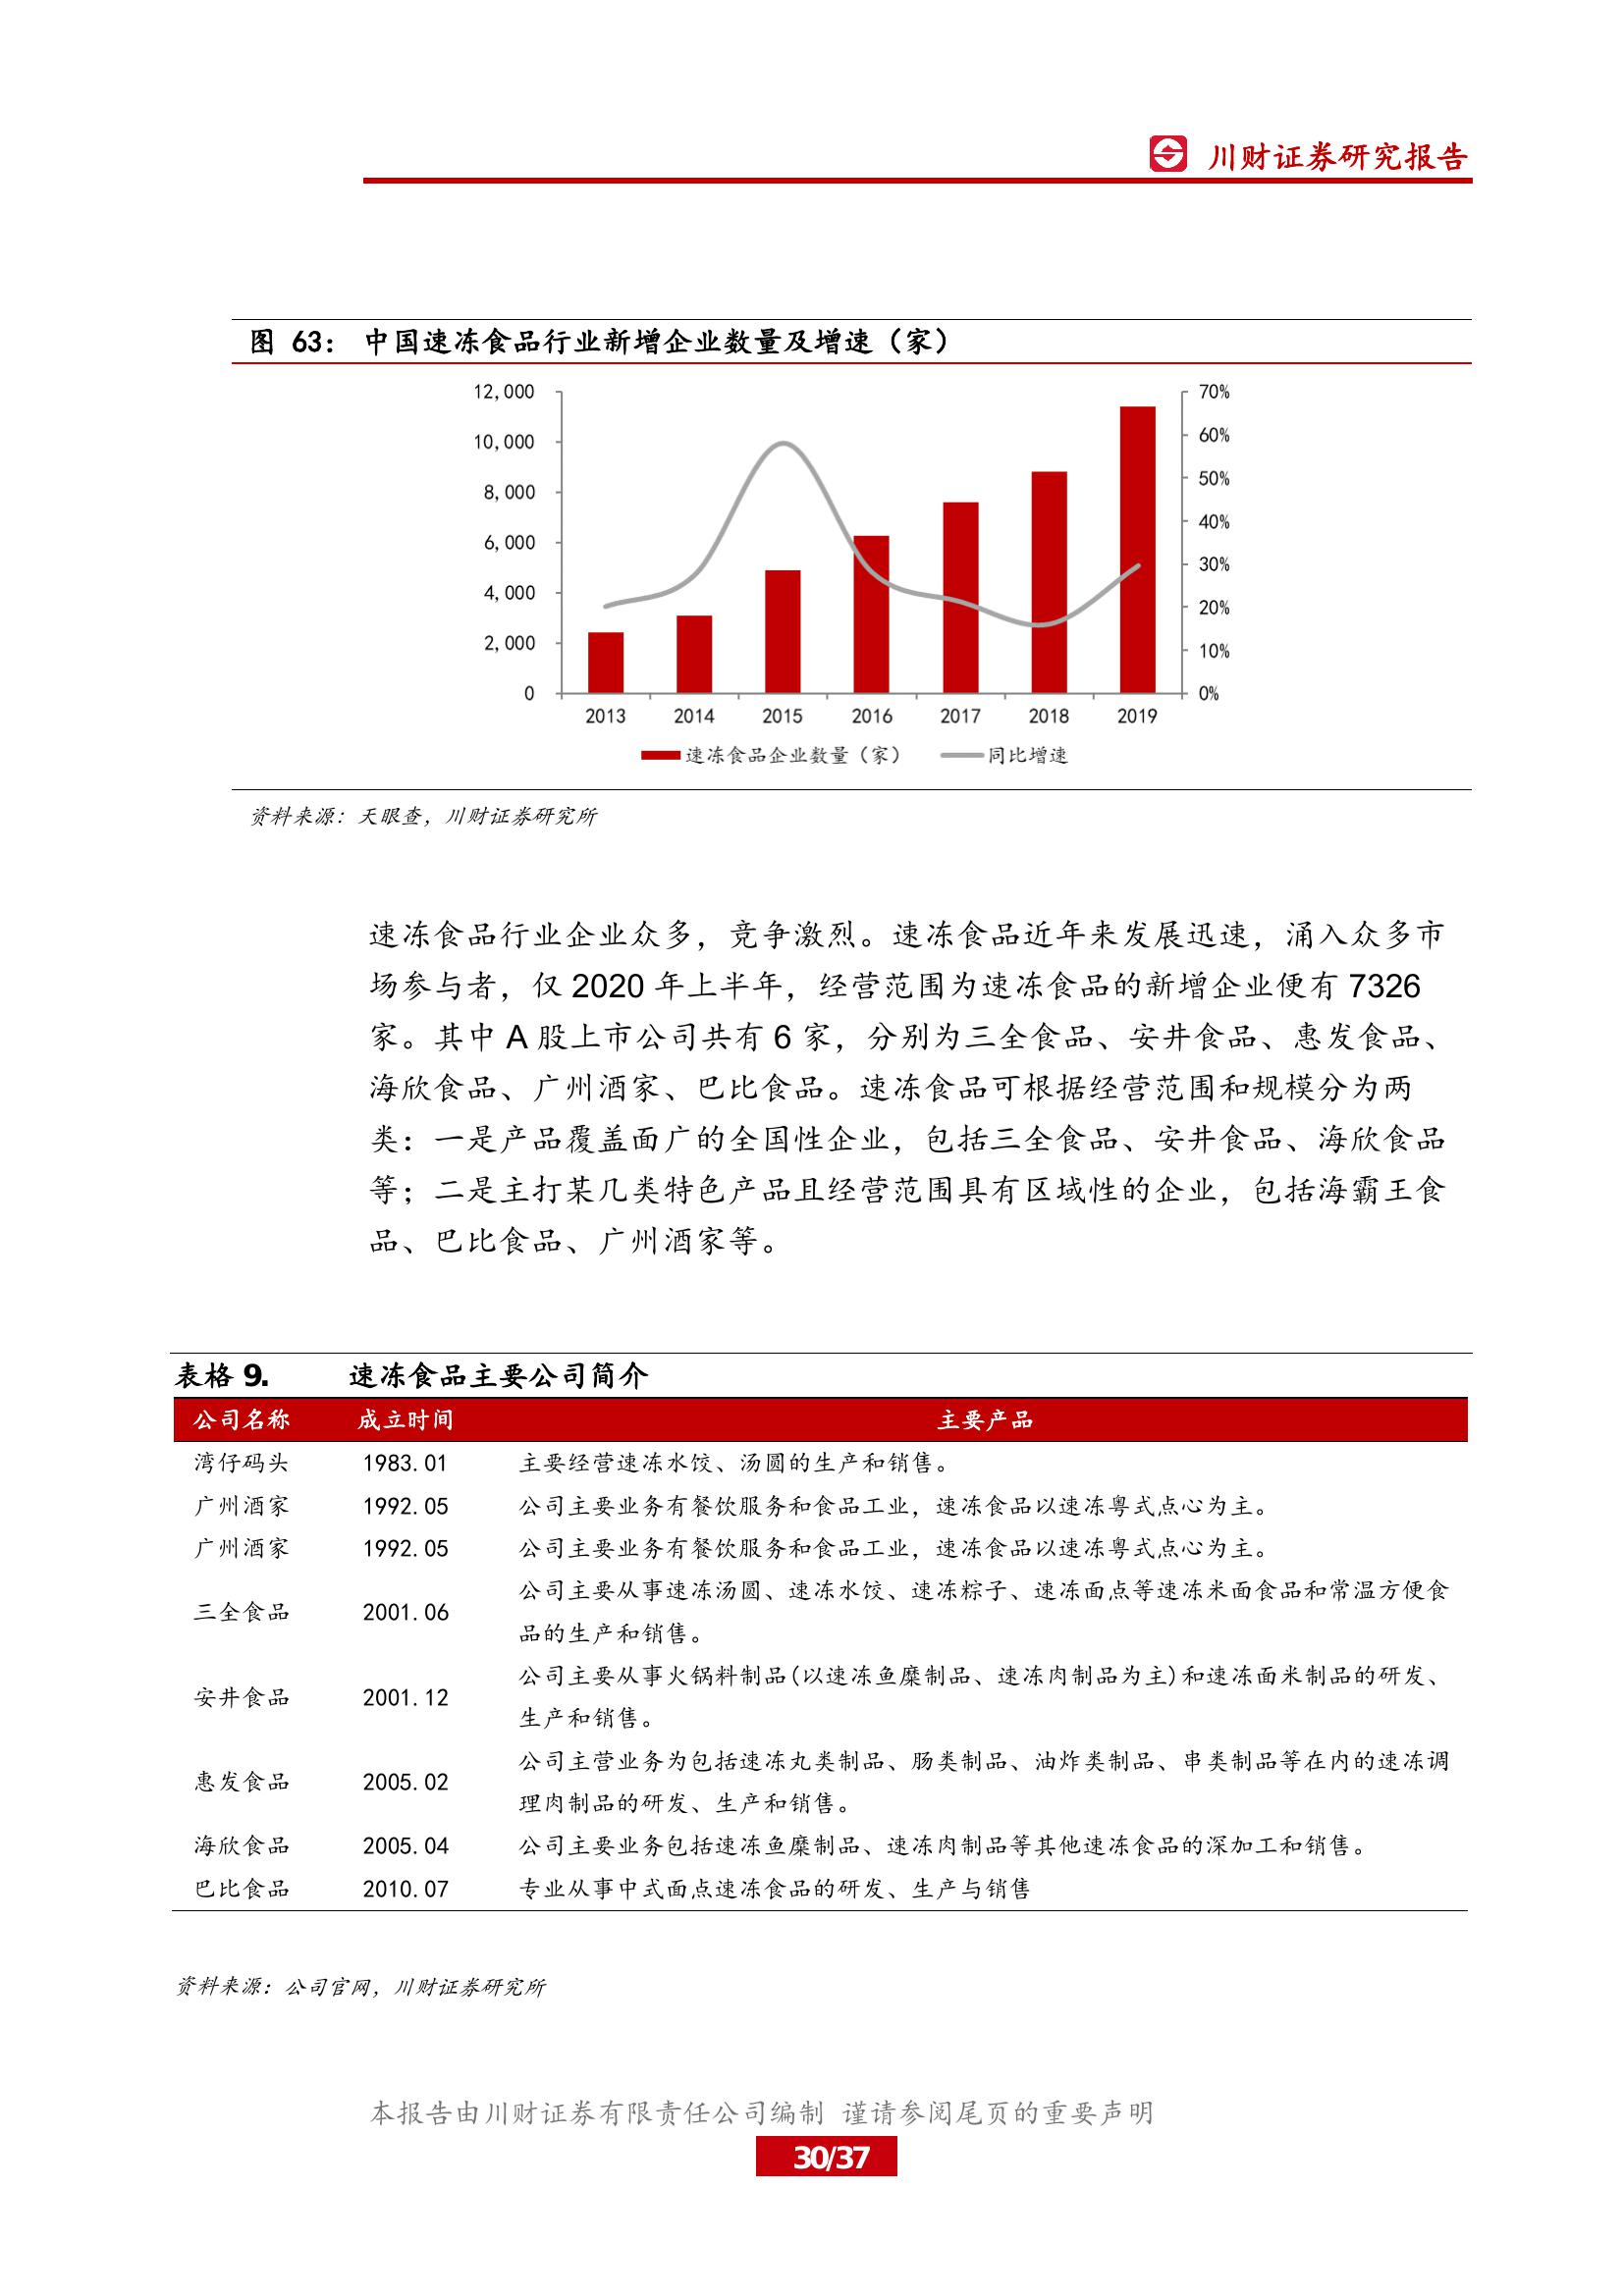 川财证券研究报告
图 63： 中国速冻食品行业新增企业数量及增速（家）
12,000
10,000
8,000
6,000
4,000
2,000
0
70%
60%
50%
40%
30%
20%
10%
0%
2013 2014 2015 2016 2017 2018 2019
速冻食品企业数量（家） 同比增速
资料来源：天眼查，川财证券研究所
速冻食品行业企业众多，竞争激烈。速冻食品近年来发展迅速，涌入众多市
场参与者，仅 2020 年上半年，经营范围为速冻食品的新增企业便有 7326
家。其中 A 股上市公司共有 6 家，分别为三全食品、安井食品、惠发食品、
海欣食品、广州酒家、巴比食品。速冻食品可根据经营范围和规模分为两
类：一是产品覆盖面广的全国性企业，包括三全食品、安井食品、海欣食品
等；二是主打某几类特色产品且经营范围具有区域性的企业，包括海霸王食
品、巴比食品、广州酒家等。
表格 9. 速冻食品主要公司简介
公司名称 成立时间 主要产品
湾仔码头 1983.01 主要经营速冻水饺、汤圆的生产和销售。
广州酒家 1992.05 公司主要业务有餐饮服务和食品工业，速冻食品以速冻粤式点心为主。
广州酒家 1992.05 公司主要业务有餐饮服务和食品工业，速冻食品以速冻粤式点心为主。
三全食品 2001.06 公司主要从事速冻汤圆、速冻水饺、速冻粽子、速冻面点等速冻米面食品和常温方便食
品的生产和销售。
安井食品 2001.12 公司主要从事火锅料制品(以速冻鱼糜制品、速冻肉制品为主)和速冻面米制品的研发、
生产和销售。
惠发食品 2005.02 公司主营业务为包括速冻丸类制品、肠类制品、油炸类制品、串类制品等在内的速冻调
理肉制品的研发、生产和销售。
海欣食品 2005.04 公司主要业务包括速冻鱼糜制品、速冻肉制品等其他速冻食品的深加工和销售。
巴比食品 2010.07 专业从事中式面点速冻食品的研发、生产与销售
资料来源：公司官网，川财证券研究所
本报告由川财证券有限责任公司编制 谨请参阅尾页的重要声明
30/37